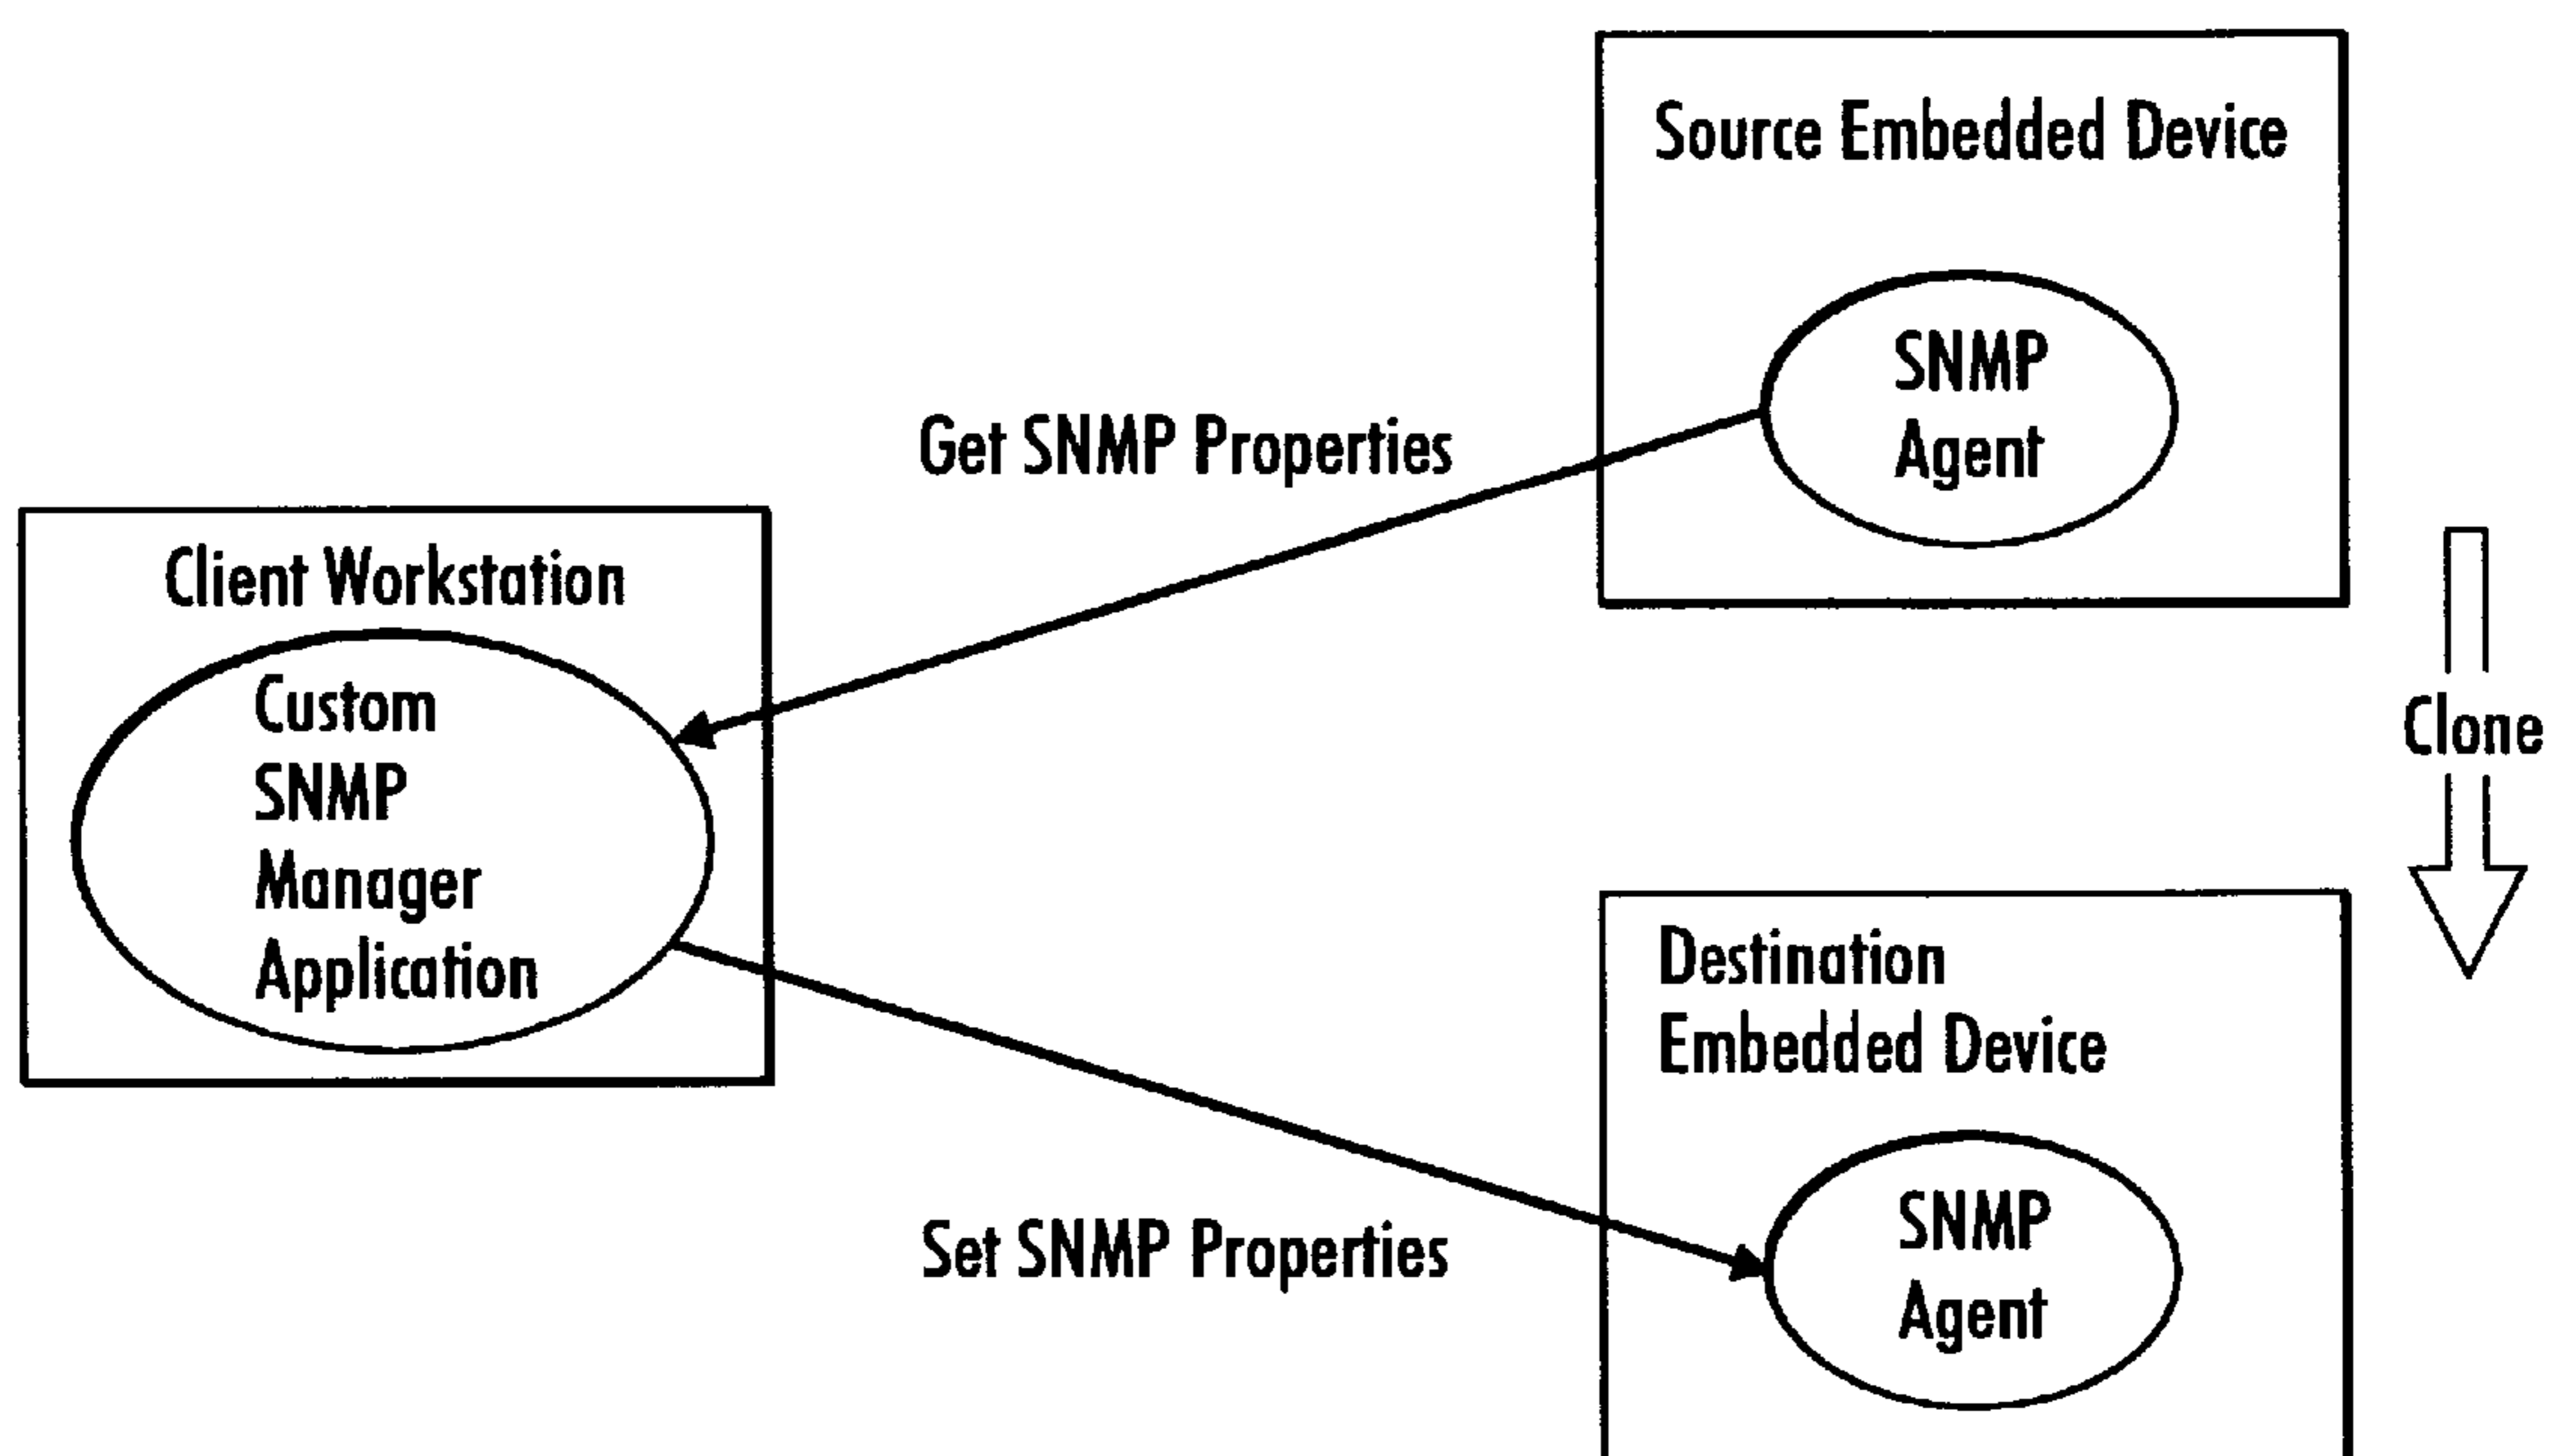 Source Embedded Device
SNMP
Agent
Get SNMP Properties
Client Workstation
Custom
SNMP
Manager
Application
Clone
Destination
Embedded Device
Set SNMP Properties
SNMP
Agent